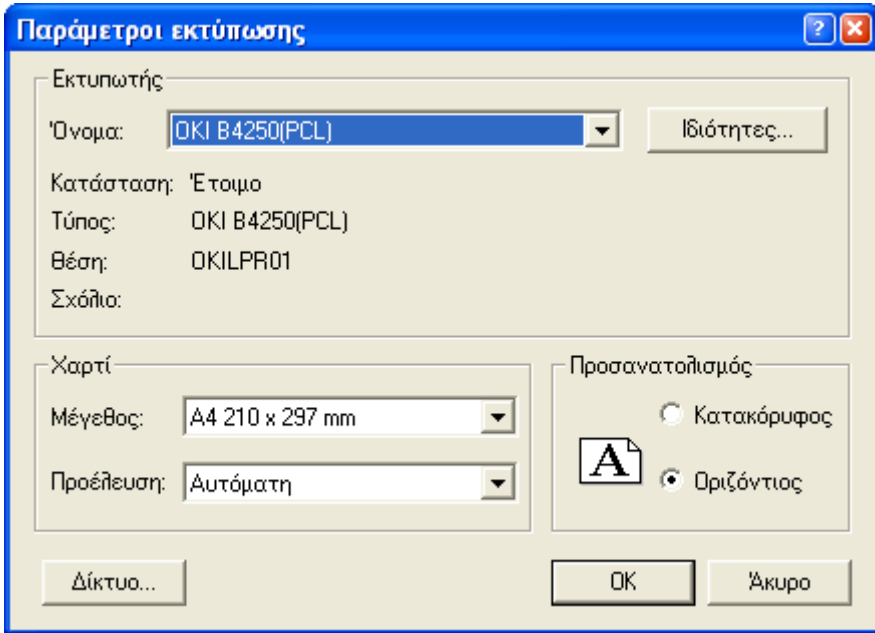 Παράμετροι εκτύπωσης
Εκτυπωτής
Όνομα: OKI B4250(PCL) Ιδιότητες...
Κατάσταση: Έτοιμο
Τύπος: OKI B4250(PCL)
Θέση: OKILPR01
Σχόλιο:
Χαρτί
Μέγεθος: A4 210 x 297 mm
Προέλευση: Αυτόματη
Προσανατολισμός
Κατακόρυφος
A
Οριζόντιος
Δίκτυο... OK Άκυρο